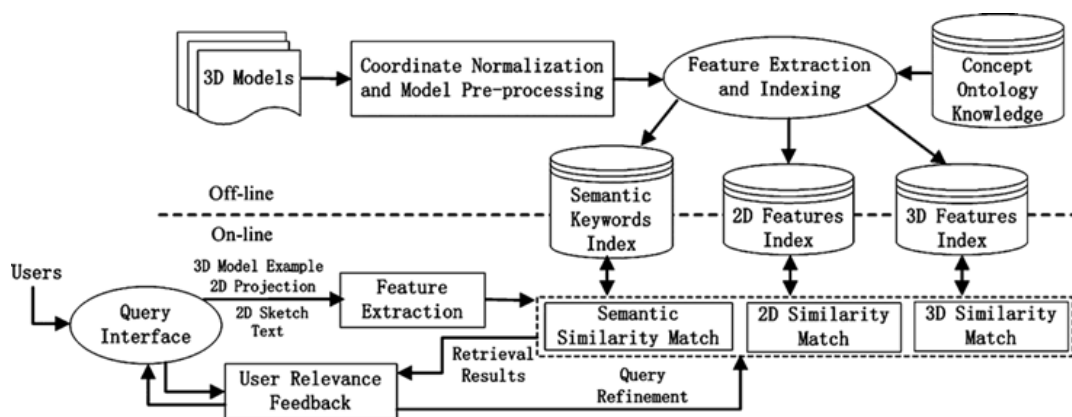 3D Models
Coordinate Normalization
and Model Pre-processing
Feature Extraction
and Indexing
Concept
Ontology
Knowledge
Off-line
Semantic
Keywords
Index
2D Features
Index
3D Features
Index
On-line
Users
Query
Interface
3D Model Example
2D Projection
2D Sketch
Text
Feature
Extraction
Semantic
Similarity Match
2D Similarity
Match
3D Similarity
Match
Retrieval
Results
User Relevance
Feedback
Query
Refinement